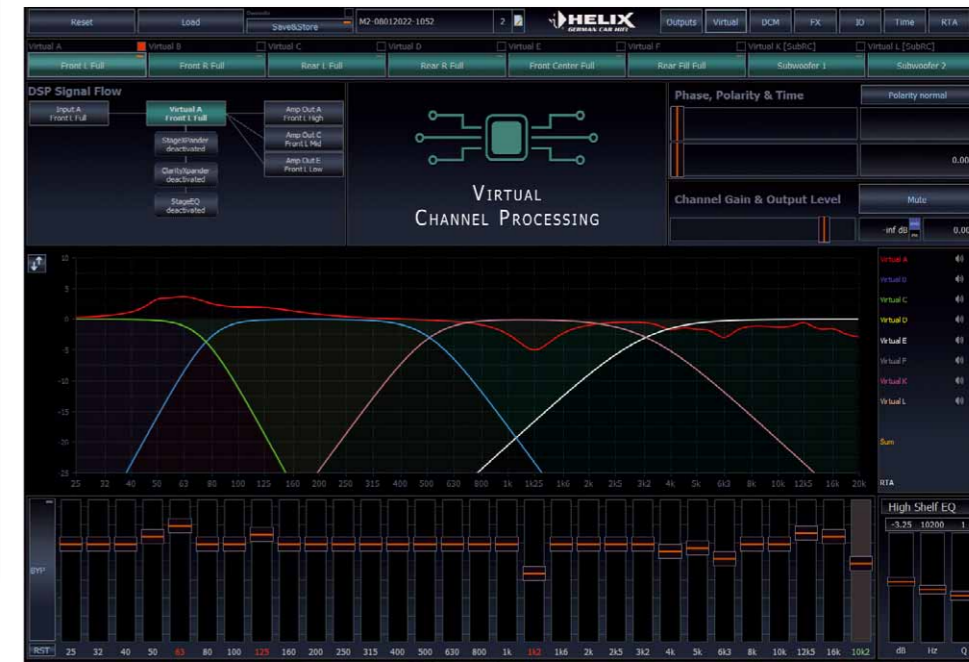 Reset Load Save&Store M2-08012022-1052 2 HELIX Outputs Virtual DCM FX IO Time RTA
GERMAN CAR HIFI
Virtual A Virtual B Virtual C Virtual D Virtual E Virtual F Virtual K [SubRC] Virtual L [SubRC]
Front L Full Front R Full Rear L Full Rear R Full Front Center Full Rear Fill Full Subwoofer 1 Subwoofer 2
DSP Signal Flow
Input A
Front L Full
Virtual A
Front L Full
StageXpander
deactivated
ClarityXpander
deactivated
StageEQ
deactivated
Amp Out A
Front L High
Amp Out C
Front L Mid
Amp Out E
Front L Low
VIRTUAL
CHANNEL PROCESSING
Phase, Polarity & Time Polarity normal
0.00
Channel Gain & Output Level Mute
-inf dB 0.00
10
5
0
-5
-10
-15
-20
-25
25 32 40 50 63 80 100 125 160 200 250 315 400 500 630 800 1k 1k25 1k6 2k 2k5 3k2 4k 5k 6k3 8k 10k 12k5 16k 20k
Virtual A
Virtual B
Virtual C
Virtual D
Virtual E
Virtual F
Virtual K
Virtual L
Sum
RTA
BYP
RST 25 32 40 50 63 80 100 125 160 200 250 315 400 500 630 800 1k 1k2 1k6 2k 2k5 3k2 4k 5k 6k3 8k 10k 12k5 16k 10k2
High Shelf EQ
-3.25 10200 1
dB Hz Q